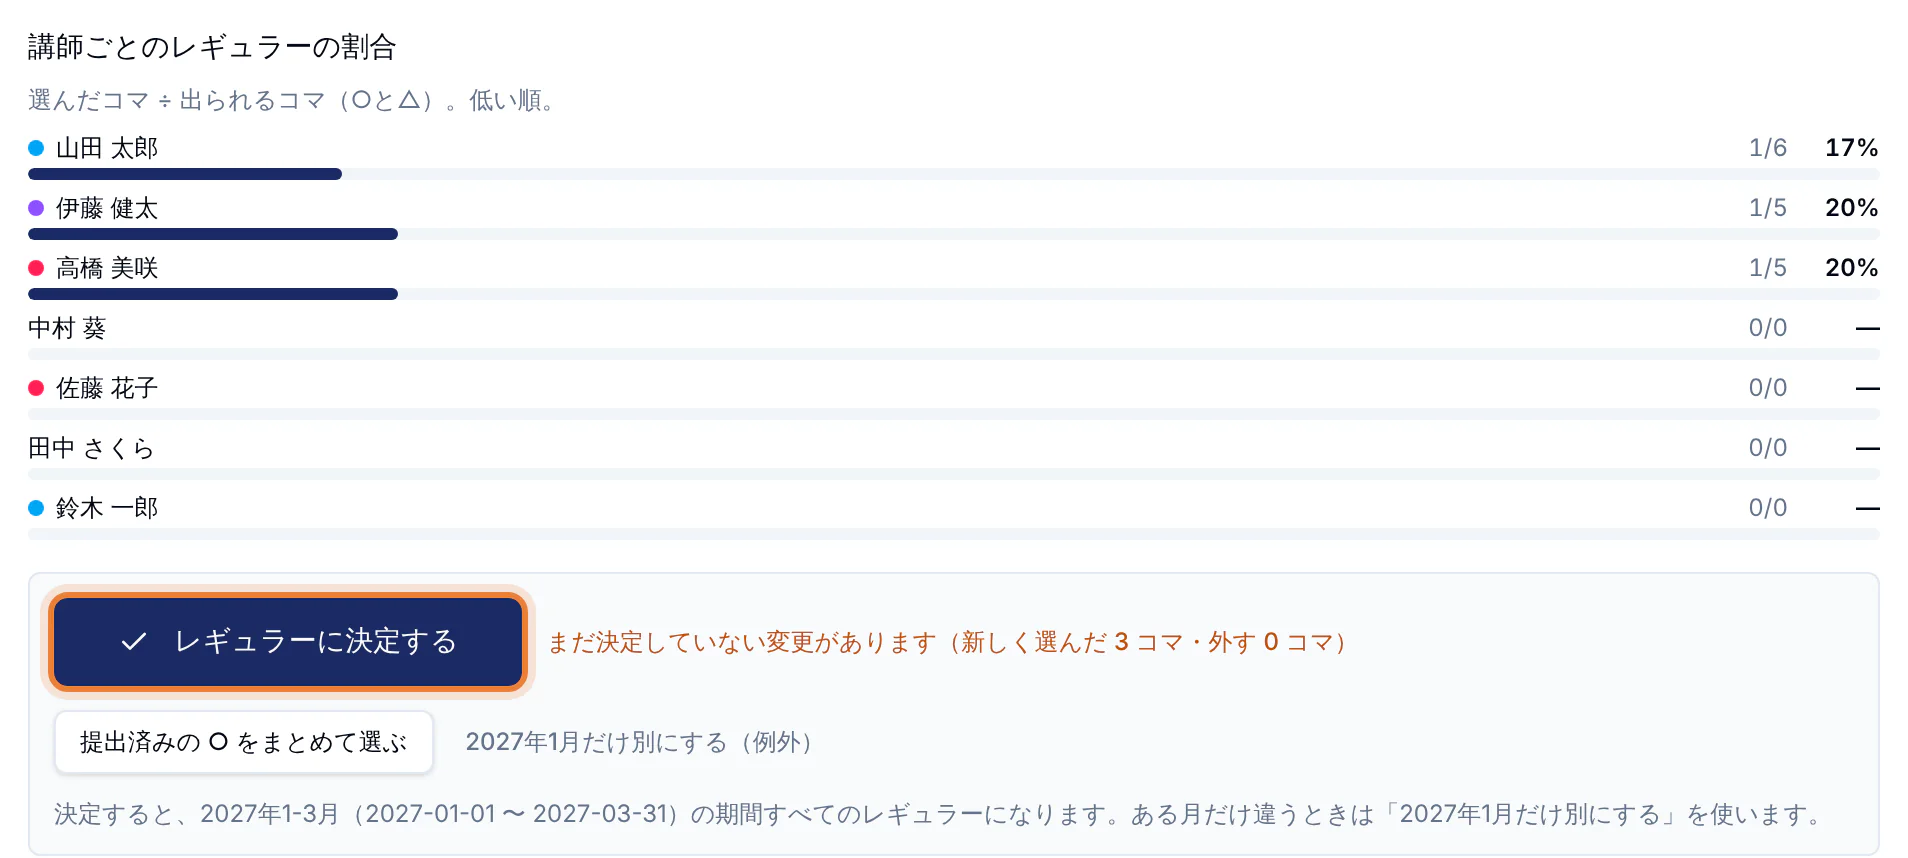 講師ごとのレギュラーの割合
選んだコマ ÷ 出られるコマ（○と△）。低い順。
山田 太郎 1/6 17%
伊藤 健太 1/5 20%
高橋 美咲 1/5 20%
中村 葵 0/0 —
佐藤 花子 0/0 —
田中 さくら 0/0 —
鈴木 一郎 0/0 —
レギュラーに決定する まだ決定していない変更があります（新しく選んだ 3 コマ・外す 0 コマ）
提出済みの ○ をまとめて選ぶ 2027年1月だけ別にする（例外）
決定すると、2027年1-3月（2027-01-01 〜 2027-03-31）の期間すべてのレギュラーになります。ある月だけ違うときは「2027年1月だけ別にする」を使います。